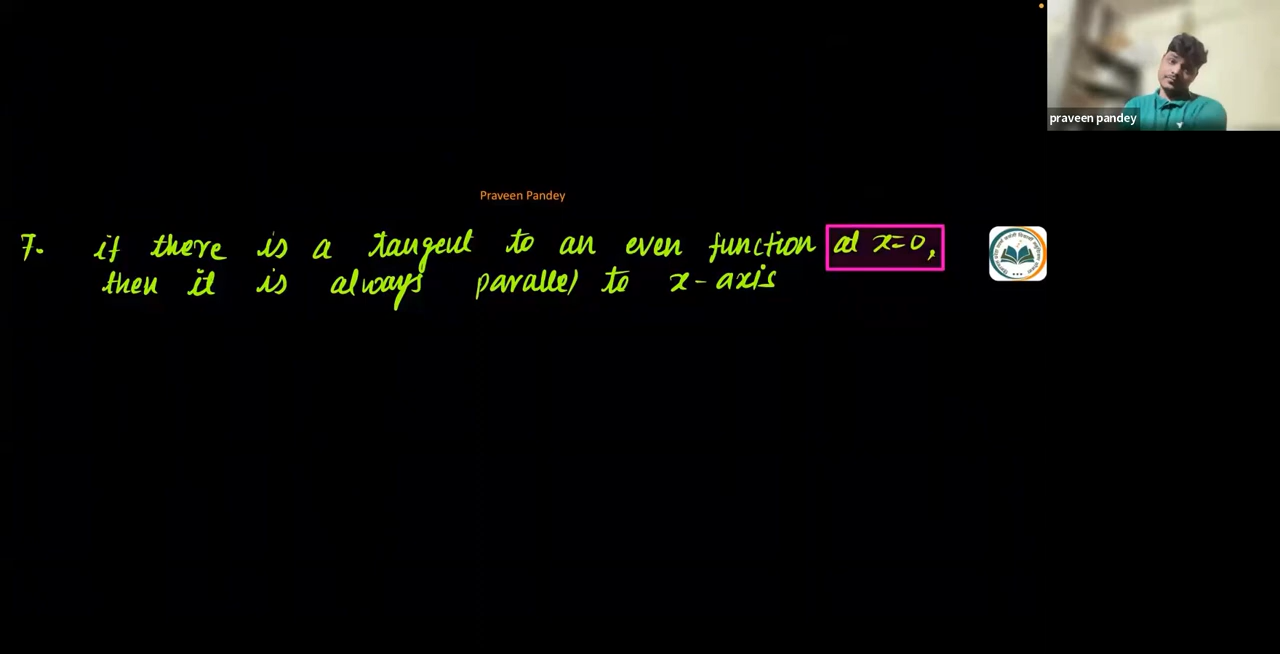 praveen pandey
Praveen Pandey
7. if there is a tangent to an even function at x=0,
then it is always parallel to x-axis